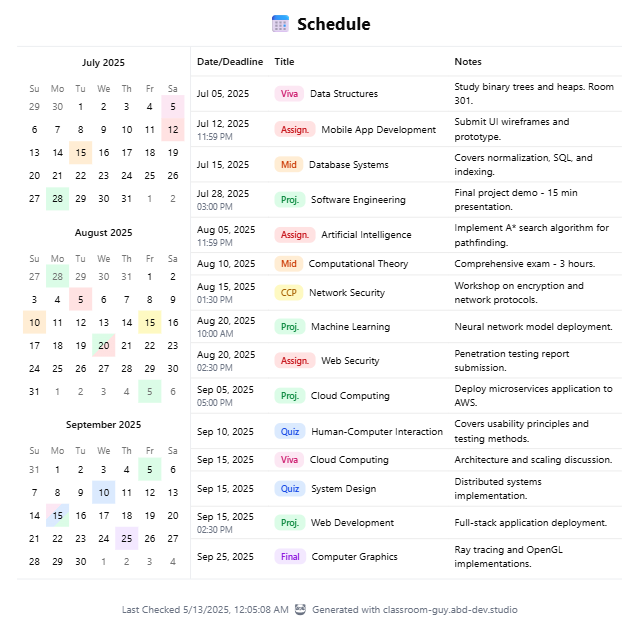 Schedule
July 2025
Su Mo Tu We Th Fr Sa
29 30 1 2 3 4 5
6 7 8 9 10 11 12
13 14 15 16 17 18 19
20 21 22 23 24 25 26
27 28 29 30 31 1 2
August 2025
Su Mo Tu We Th Fr Sa
27 28 29 30 31 1 2
3 4 5 6 7 8 9
10 11 12 13 14 15 16
17 18 19 20 21 22 23
24 25 26 27 28 29 30
31 1 2 3 4 5 6
September 2025
Su Mo Tu We Th Fr Sa
31 1 2 3 4 5 6
7 8 9 10 11 12 13
14 15 16 17 18 19 20
21 22 23 24 25 26 27
28 29 30 1 2 3 4
Date/Deadline Title Notes
Jul 05, 2025 Viva Data Structures Study binary trees and heaps. Room
301.
Jul 12, 2025 Assign. Mobile App Development Submit UI wireframes and
11:59 PM prototype.
Jul 15, 2025 Mid Database Systems Covers normalization, SQL, and
indexing.
Jul 28, 2025 Proj. Software Engineering Final project demo - 15 min
03:00 PM presentation.
Aug 05, 2025 Assign. Artificial Intelligence Implement A* search algorithm for
11:59 PM pathfinding.
Aug 10, 2025 Mid Computational Theory Comprehensive exam - 3 hours.
Aug 15, 2025 CCP Network Security Workshop on encryption and
01:30 PM network protocols.
Aug 20, 2025 Proj. Machine Learning Neural network model deployment.
10:00 AM
Aug 20, 2025 Assign. Web Security Penetration testing report
02:30 PM submission.
Sep 05, 2025 Proj. Cloud Computing Deploy microservices application to
05:00 PM AWS.
Sep 10, 2025 Quiz Human-Computer Interaction Covers usability principles and
testing methods.
Sep 15, 2025 Viva Cloud Computing Architecture and scaling discussion.
Sep 15, 2025 Quiz System Design Distributed systems
implementation.
Sep 15, 2025 Proj. Web Development Full-stack application deployment.
02:30 PM
Sep 25, 2025 Final Computer Graphics Ray tracing and OpenGL
implementations.
Last Checked 5/13/2025, 12:05:08 AM Generated with classroom-guy.abd-dev.studio